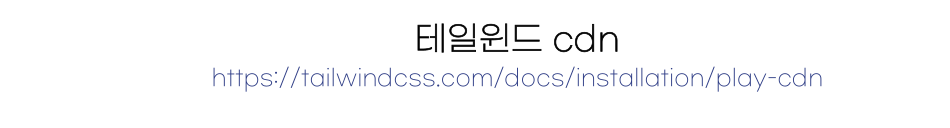 테일윈드 cdn
https://tailwindcss.com/docs/installation/play-cdn